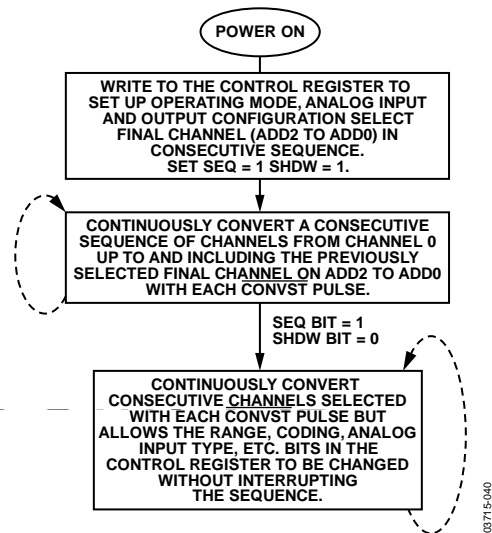 POWER ON
WRITE TO THE CONTROL REGISTER TO
SET UP OPERATING MODE, ANALOG INPUT
AND OUTPUT CONFIGURATION SELECT
FINAL CHANNEL (ADD2 TO ADD0) IN
CONSECUTIVE SEQUENCE.
SET SEQ = 1 SHDW = 1.
CONTINUOUSLY CONVERT A CONSECUTIVE
SEQUENCE OF CHANNELS FROM CHANNEL 0
UP TO AND INCLUDING THE PREVIOUSLY
SELECTED FINAL CHANNEL ON ADD2 TO ADD0
WITH EACH CONVST PULSE.
SEQ BIT = 1
SHDW BIT = 0
CONTINUOUSLY CONVERT
CONSECUTIVE CHANNELS SELECTED
WITH EACH CONVST PULSE BUT
ALLOWS THE RANGE, CODING, ANALOG
INPUT TYPE, ETC. BITS IN THE
CONTROL REGISTER TO BE CHANGED
WITHOUT INTERRUPTING
THE SEQUENCE.
03715-040